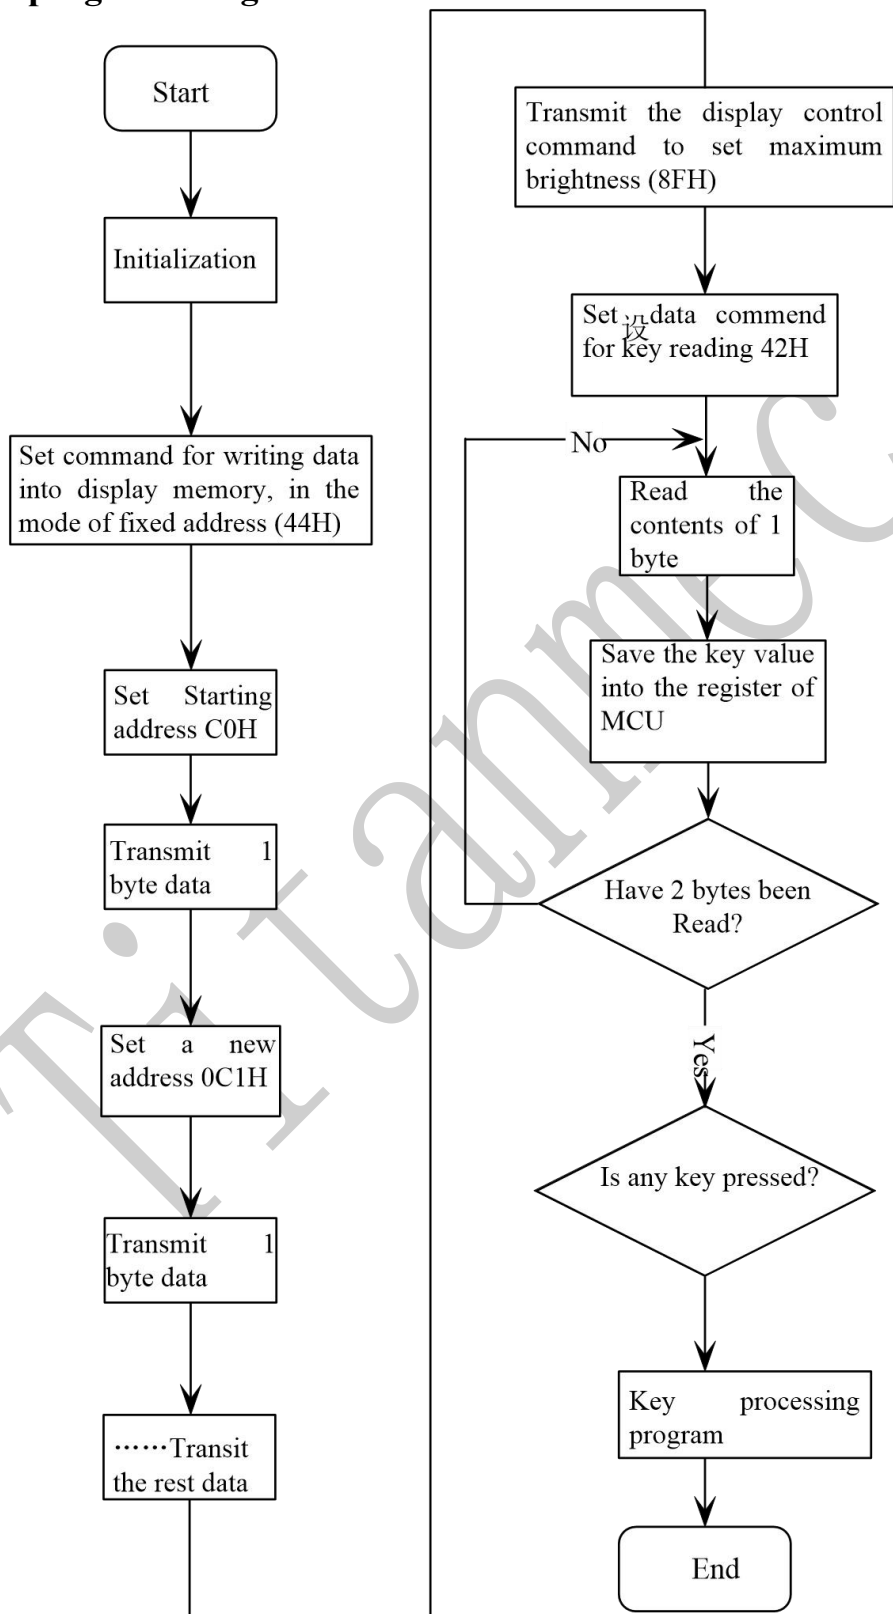 Start
Initialization
Set command for writing data
into display memory, in the
mode of fixed address (44H)
Set Starting
address C0H
Transmit 1
byte data
Set a new
address 0C1H
Transmit 1
byte data
······Transit
the rest data
Transmit the display control
command to set maximum
brightness (8FH)
Set 设 data commend
for key reading 42H
No
Read the
contents of 1
byte
Save the key value
into the register of
MCU
Have 2 bytes been
Read?
Yes
Is any key pressed?
Key processing
program
End
Titanmec